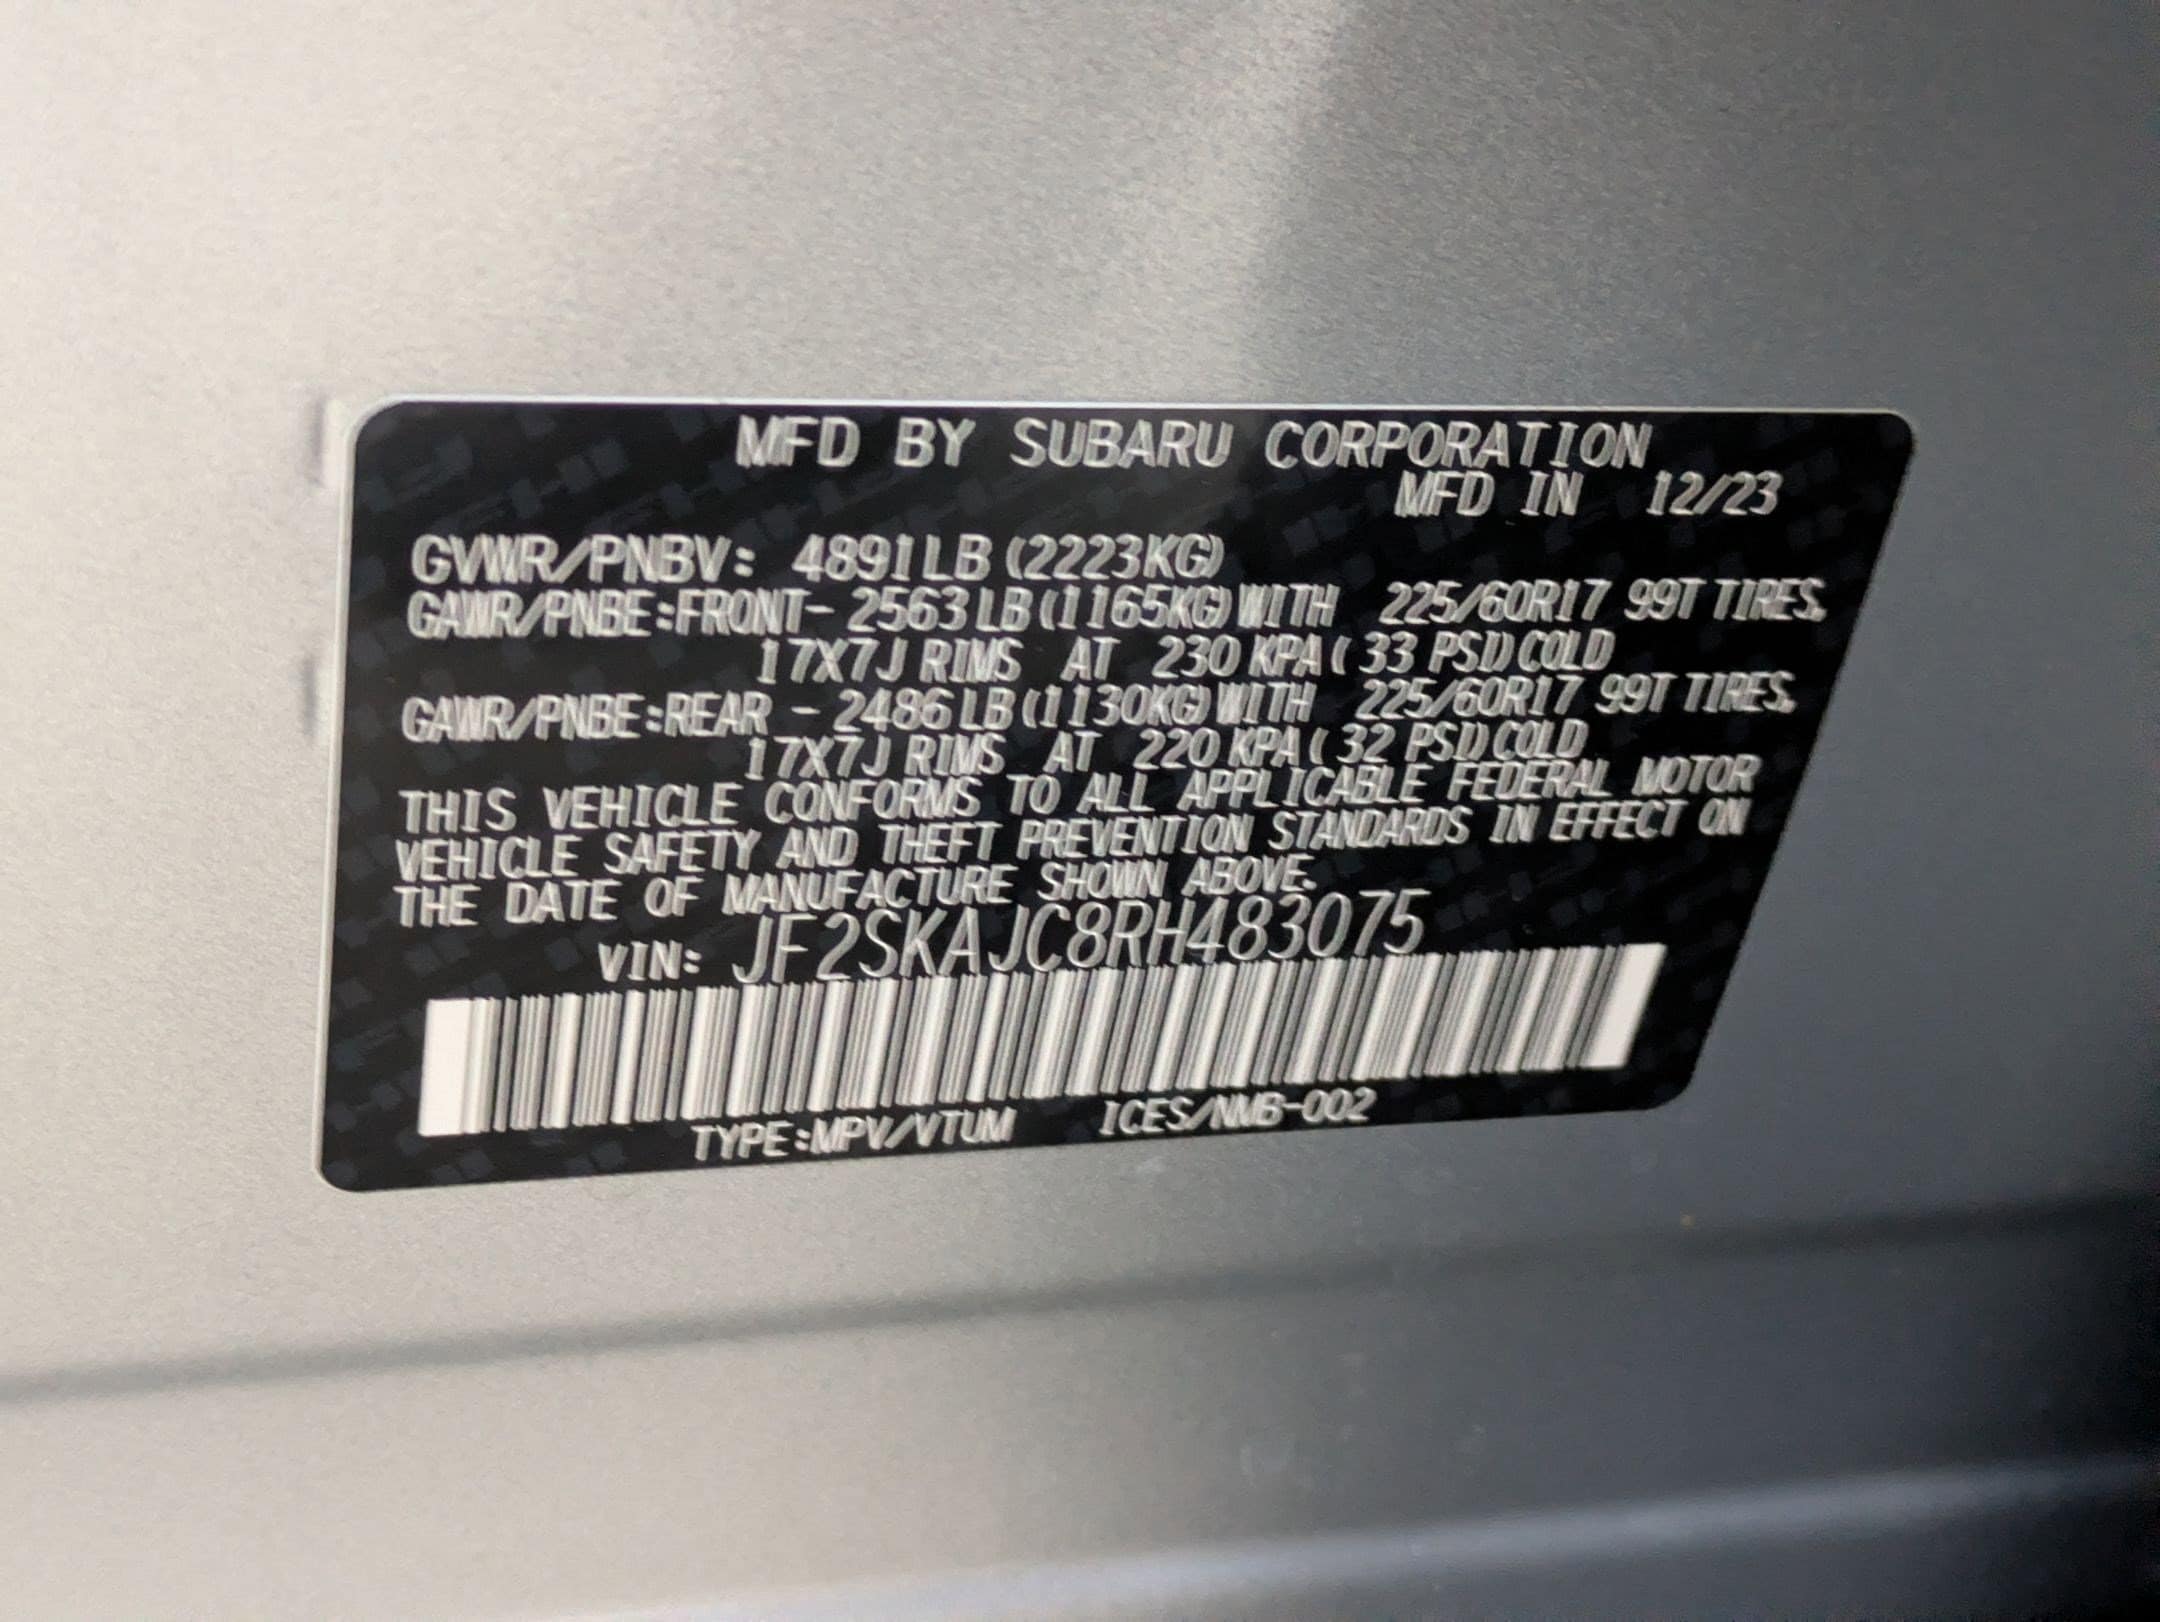 MFD BY SUBARU CORPORATION
MFD IN 12/23
GVWR/PNBV: 4891LB (2223KG)
GAWR/PNBE:FRONT- 2563LB(1165KG)WITH 225/60R17 99T TIRES,
17X7J RIMS AT 230 KPA( 33 PSI)COLD
GAWR/PNBE:REAR - 2486LB(1130KG)WITH 225/60R17 99T TIRES,
17X7J RIMS AT 220 KPA( 32 PSI)COLD
THIS VEHICLE CONFORMS TO ALL APPLICABLE FEDERAL MOTOR
VEHICLE SAFETY AND THEFT PREVENTION STANDARDS IN EFFECT ON
THE DATE OF MANUFACTURE SHOWN ABOVE.
VIN: JF2SKAJC8RH483075
TYPE:MPV/VTUM ICES/NMB-002